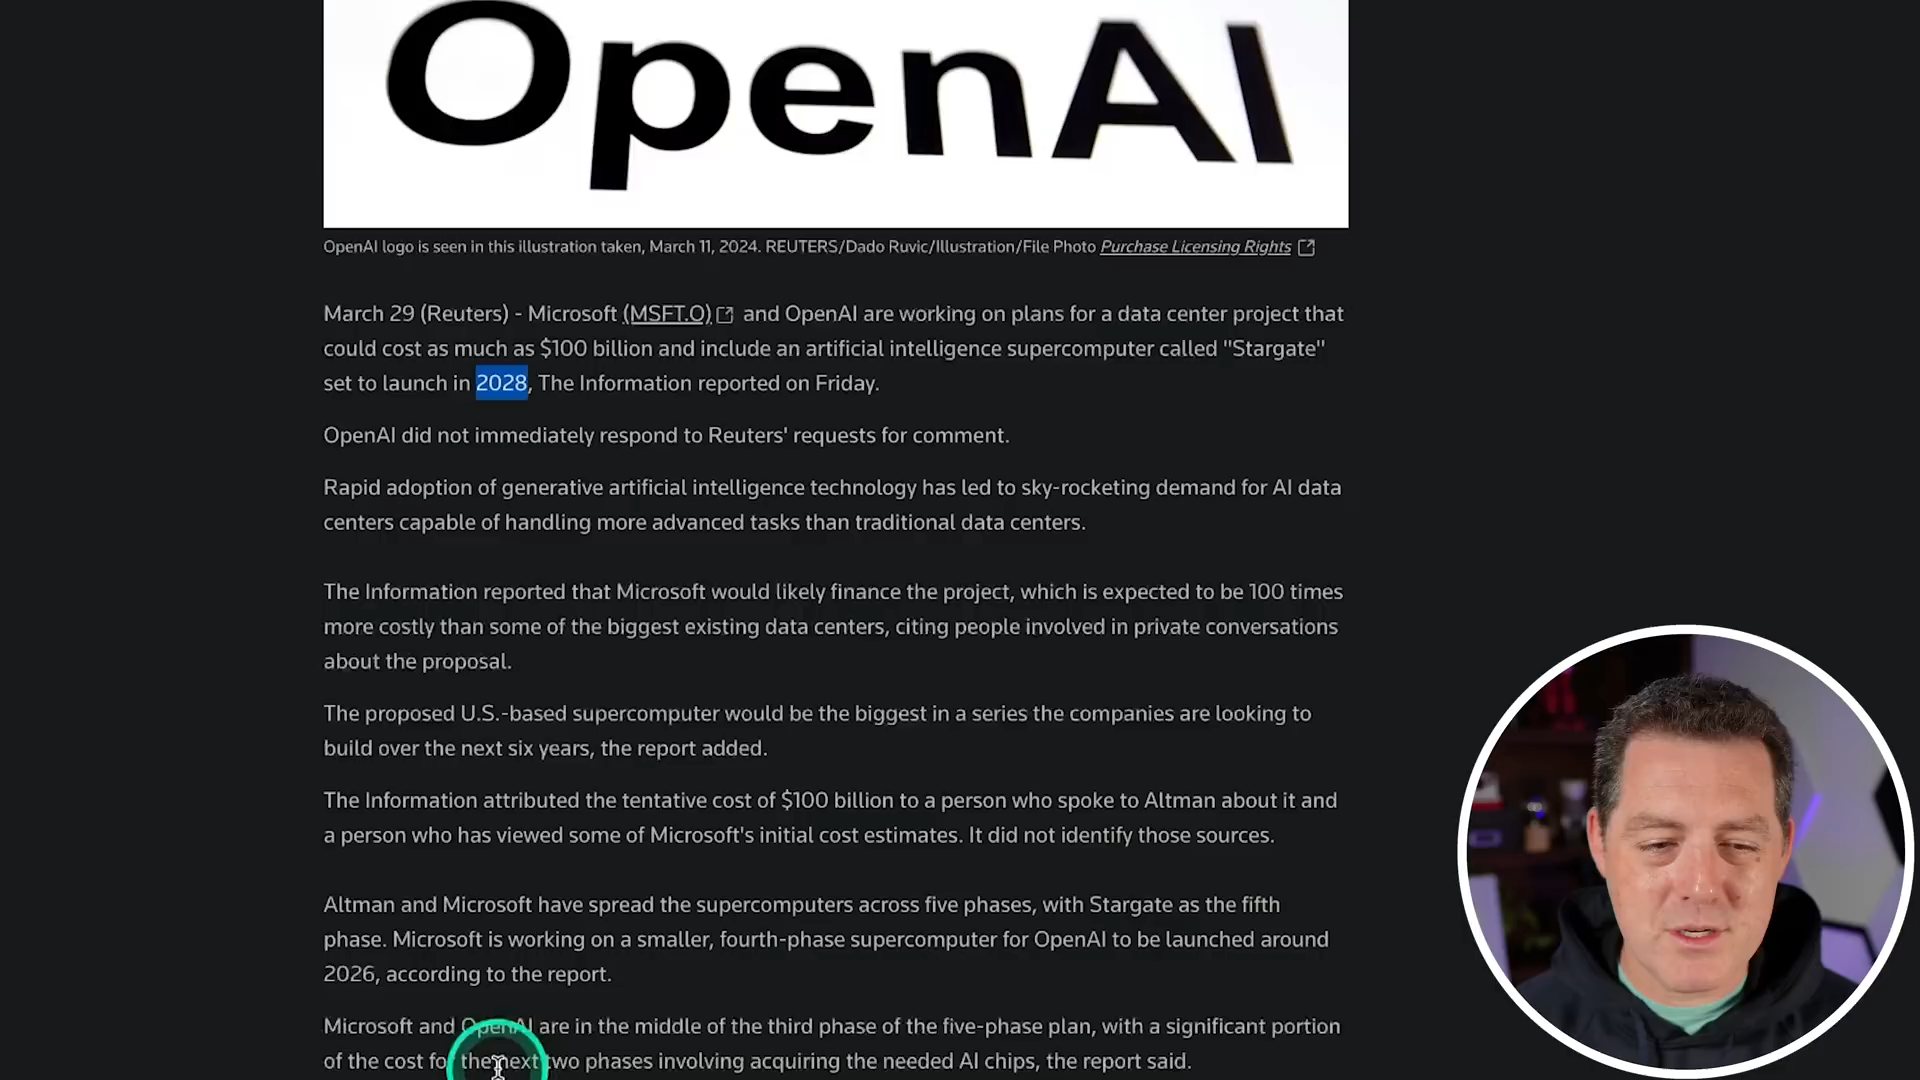 OpenAI
OpenAI logo is seen in this illustration taken, March 11, 2024. REUTERS/Dado Ruvic/Illustration/File Photo Purchase Licensing Rights
March 29 (Reuters) - Microsoft (MSFT.O) and OpenAI are working on plans for a data center project that
could cost as much as $100 billion and include an artificial intelligence supercomputer called "Stargate"
set to launch in 2028, The Information reported on Friday.
OpenAI did not immediately respond to Reuters' requests for comment.
Rapid adoption of generative artificial intelligence technology has led to sky-rocketing demand for AI data
centers capable of handling more advanced tasks than traditional data centers.
The Information reported that Microsoft would likely finance the project, which is expected to be 100 times
more costly than some of the biggest existing data centers, citing people involved in private conversations
about the proposal.
The proposed U.S.-based supercomputer would be the biggest in a series the companies are looking to
build over the next six years, the report added.
The Information attributed the tentative cost of $100 billion to a person who spoke to Altman about it and
a person who has viewed some of Microsoft's initial cost estimates. It did not identify those sources.
Altman and Microsoft have spread the supercomputers across five phases, with Stargate as the fifth
phase. Microsoft is working on a smaller, fourth-phase supercomputer for OpenAI to be launched around
2026, according to the report.
Microsoft and OpenAI are in the middle of the third phase of the five-phase plan, with a significant portion
of the cost for the next two phases involving acquiring the needed AI chips, the report said.